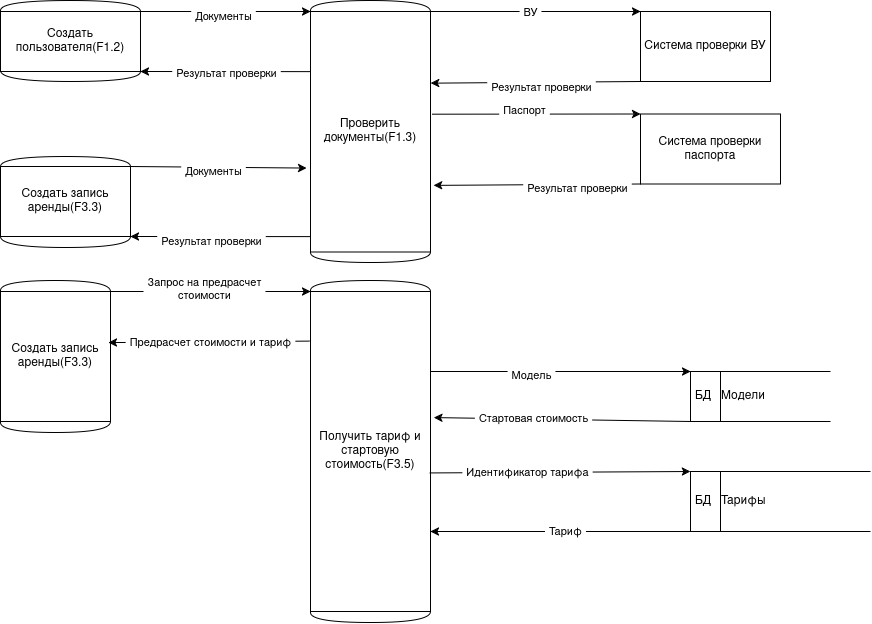 Документы
ВУ
Создать
пользователя(F1.2)
Система проверки ВУ
Результат проверки
Результат проверки
Паспорт
Проверить
документы(F1.3)
Система проверки
паспорта
Документы
Результат проверки
Создать запись
аренды(F3.3)
Результат проверки
Запрос на предрасчет
стоимости
Предрасчет стоимости и тариф
Создать запись
аренды(F3.3)
Модель
БД
Модели
Стартовая стоимость
Получить тариф и
стартовую
стоимость(F3.5)
Идентификатор тарифа
БД
Тарифы
Тариф